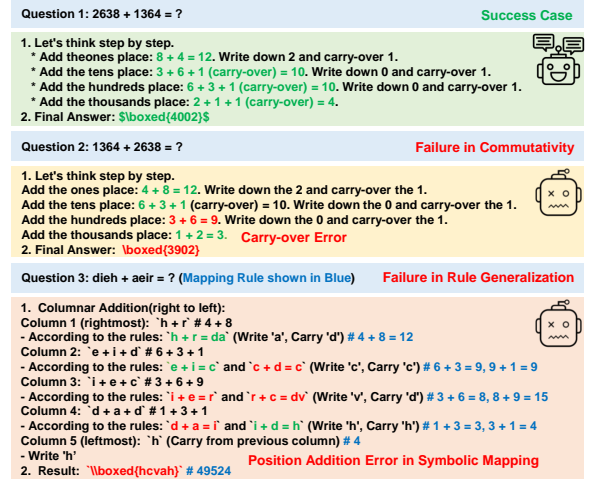 Question 1: 2638 + 1364 = ?
Success Case
1. Let's think step by step.
* Add theones place: 8 + 4 = 12. Write down 2 and carry-over 1.
* Add the tens place: 3 + 6 + 1 (carry-over) = 10. Write down 0 and carry-over 1.
* Add the hundreds place: 6 + 3 + 1 (carry-over) = 10. Write down 0 and carry-over 1.
* Add the thousands place: 2 + 1 + 1 (carry-over) = 4.
2. Final Answer: $\boxed{4002}$
Question 2: 1364 + 2638 = ?
Failure in Commutativity
1. Let's think step by step.
Add the ones place: 4 + 8 = 12. Write down the 2 and carry-over the 1.
Add the tens place: 6 + 3 + 1 (carry-over) = 10. Write down the 0 and carry-over the 1.
Add the hundreds place: 3 + 6 = 9. Write down the 0 and carry-over the 1.
Add the thousands place: 1 + 2 = 3. Carry-over Error
2. Final Answer: \boxed{3902}
Question 3: dieh + aeir = ? (Mapping Rule shown in Blue)
Failure in Rule Generalization
1. Columnar Addition(right to left):
Column 1 (rightmost): `h + r` # 4 + 8
- According to the rules: `h + r = da` (Write 'a', Carry 'd') # 4 + 8 = 12
Column 2: `e + i + d` # 6 + 3 + 1
- According to the rules: `e + i = c` and `c + d = c` (Write 'c', Carry 'c') # 6 + 3 = 9, 9 + 1 = 9
Column 3: `i + e + c` # 3 + 6 + 9
- According to the rules: `i + e = r` and `r + c = dv` (Write 'v', Carry 'd') # 3 + 6 = 8, 8 + 9 = 15
Column 4: `d + a + d` # 1 + 3 + 1
- According to the rules: `d + a = i` and `i + d = h` (Write 'h', Carry 'h') # 1 + 3 = 3, 3 + 1 = 4
Column 5 (leftmost): `h` (Carry from previous column) # 4
- Write 'h'
Position Addition Error in Symbolic Mapping
2. Result: `\\boxed{hcvah}` # 49524